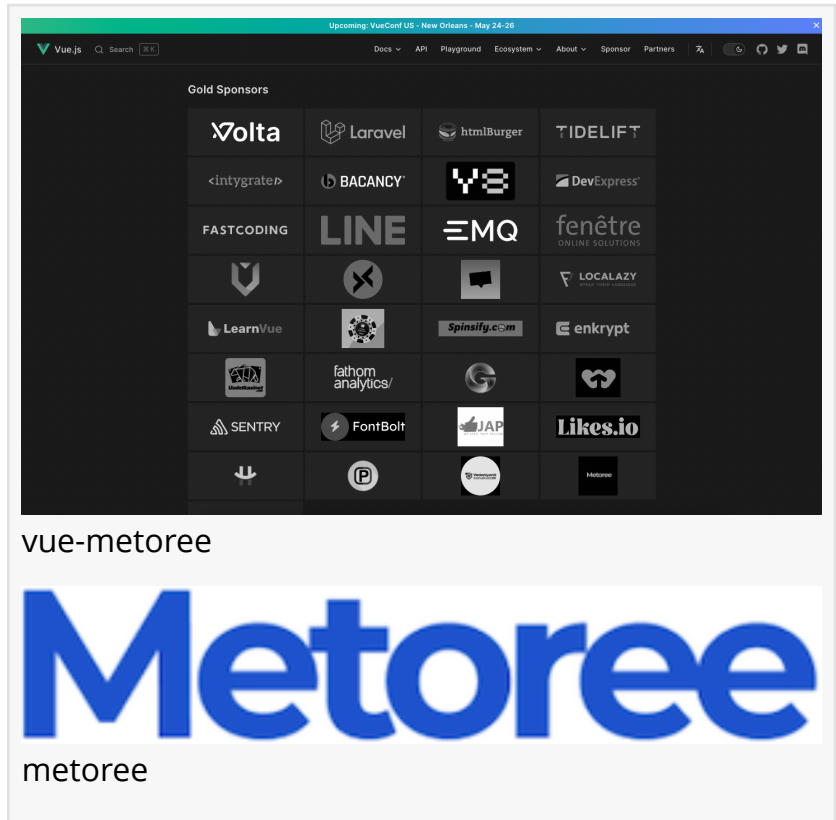 Upcoming: VueConf US - New Orleans - May 24-26
Vue.js Search ⌘K Docs API Playground Ecosystem About Sponsor Partners
Gold Sponsors
Volta Laravel htmlBurger TIDELIFT
<intygrate/> BACANCY DevExpress
FASTCODING LINE EMQ fenêtre
ONLINE SOLUTIONS
LOCALAZY
LearnVue Spinsify.com enkrypt
fathom
analytics/
SENTRY FontBolt JAP Likes.io
P Metoree
vue-metoree
Metoree
metoree